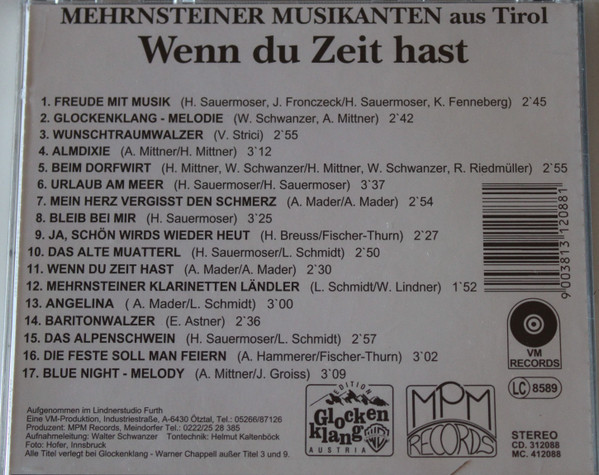 MEHRNSTEINER MUSIKANTEN aus Tirol
Wenn du Zeit hast
1. FREUDE MIT MUSIK (H. Sauermoser, J. Fronczeck/H. Sauermoser, K. Fenneberg) 2`45
2. GLOCKENKLANG - MELODIE (W. Schwanzer, A. Mittner) 2`42
3. WUNSCHTRAUMWALZER (V. Strici) 2`55
4. ALMDIXIE (A. Mittner/H. Mittner) 3`12
5. BEIM DORFWIRT (H. Mittner, W. Schwanzer/H. Mittner, W. Schwanzer, R. Riedmüller) 2`55
6. URLAUB AM MEER (H. Sauermoser/H. Sauermoser) 3`37
7. MEIN HERZ VERGISST DEN SCHMERZ (A. Mader/A. Mader) 2`54
8. BLEIB BEI MIR (H. Sauermoser) 3`25
9. JA, SCHÖN WIRDS WIEDER HEUT (H. Breuss/Fischer-Thurn) 2`27
10. DAS ALTE MUATTERL (H. Sauermoser/L. Schmidt) 2`50
11. WENN DU ZEIT HAST (A. Mader/A. Mader) 2`30
12. MEHRNSTEINER KLARINETTEN LÄNDLER (L. Schmidt/W. Lindner) 1`52
13. ANGELINA ( A. Mader/L. Schmidt) 3`00
14. BARITONWALZER (E. Astner) 2`36
15. DAS ALPENSCHWEIN (H. Sauermoser/L. Schmidt) 2`57
16. DIE FESTE SOLL MAN FEIERN (A. Hammerer/Fischer-Thurn) 3`02
17. BLUE NIGHT - MELODY (A. Mittner/J. Groiss) 3`09
9003813120881
VM
RECORDS
LC 8589
STEREO
CD. 312088
MC. 412088
EDITION
Glocken
klang
AUSTRIA
MPM
RECORDS
Aufgenommen im Lindnerstudio Furth
Eine VM-Produktion, Industriestraße, A-6430 Ötztal, Tel.: 05266/87126
Produzent: MPM Records, Meindorfer Tel.: 0222/25 28 385
Aufnahmeleitung: Walter Schwanzer Tontechnik: Helmut Kaltenböck
Foto: Hofer, Innsbruck
Alle Titel verlegt bei Glockenklang - Warner Chappell außer Titel 3 und 9.